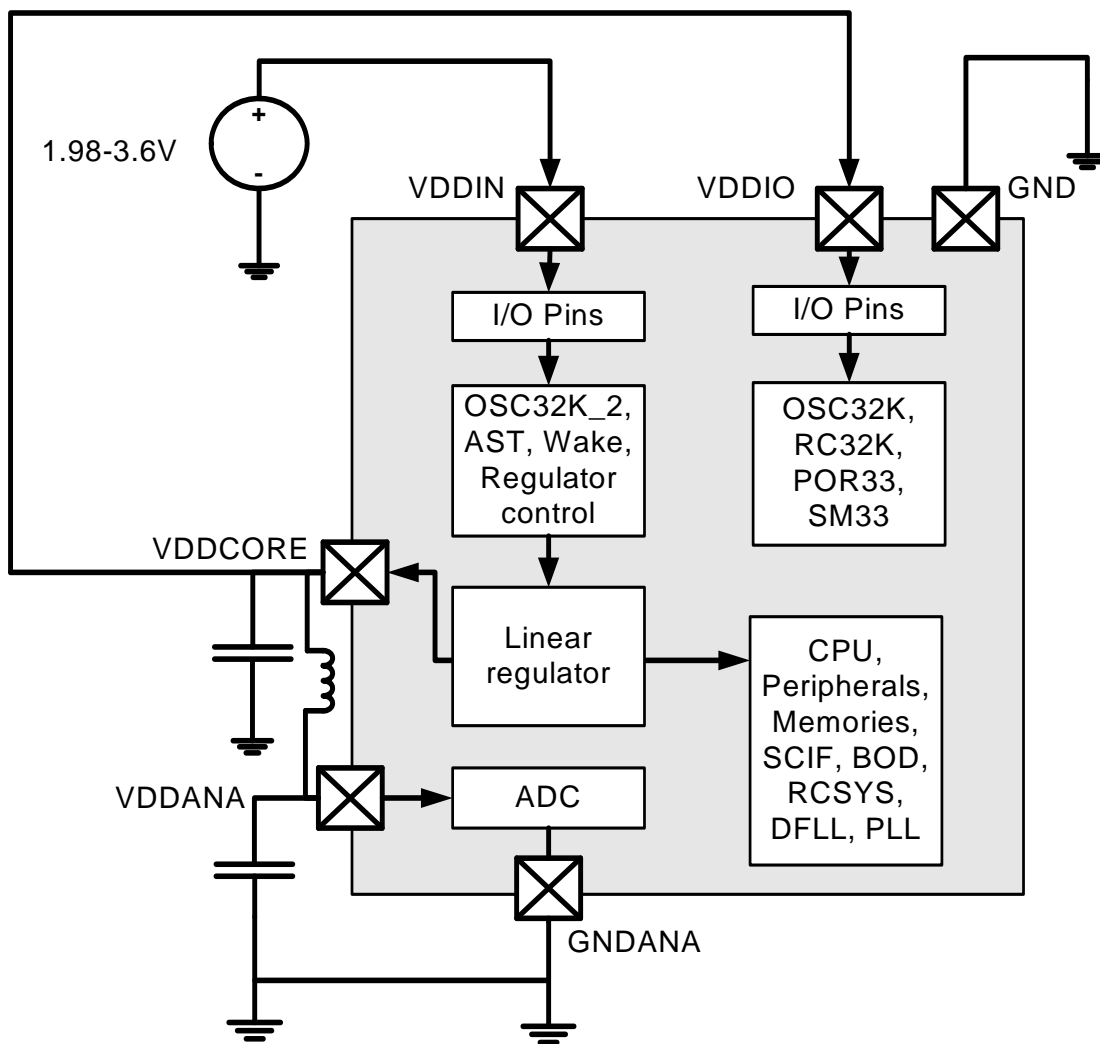 +
1.98-3.6V
-
VDDIN
VDDIO
GND
I/O Pins
I/O Pins
OSC32K_2,
AST, Wake,
Regulator
control
OSC32K,
RC32K,
POR33,
SM33
VDDCORE
Linear
regulator
CPU,
Peripherals,
Memories,
SCIF, BOD,
RCSYS,
DFLL, PLL
VDDANA
ADC
GNDANA